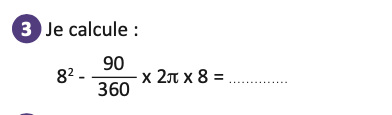 3 Je calcule :
8² - 90/360 x 2π x 8 = ..............